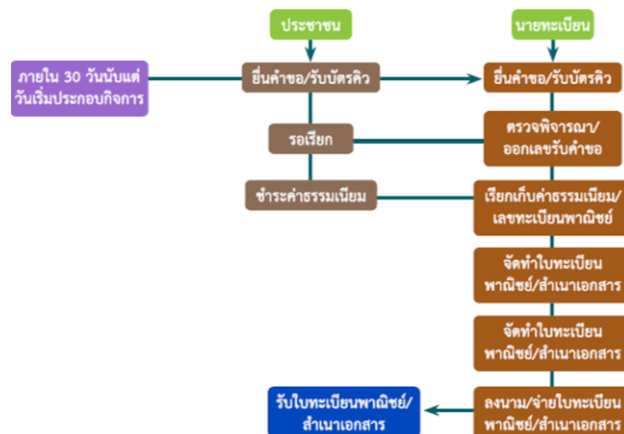 ประชาชน
นายทะเบียน
ภายใน 30 วันนับแต่
วันเริ่มประกอบกิจการ
ยื่นคำขอ/รับบัตรคิว
ยื่นคำขอ/รับบัตรคิว
รอเรียก
ตรวจพิจารณา/
ออกเลขรับคำขอ
ชำระค่าธรรมเนียม
เรียกเก็บค่าธรรมเนียม/
เลขทะเบียนพาณิชย์
จัดทำใบทะเบียน
พาณิชย์/สำเนาเอกสาร
จัดทำใบทะเบียน
พาณิชย์/สำเนาเอกสาร
รับใบทะเบียนพาณิชย์/
สำเนาเอกสาร
ลงนาม/จ่ายใบทะเบียน
พาณิชย์/สำเนาเอกสาร